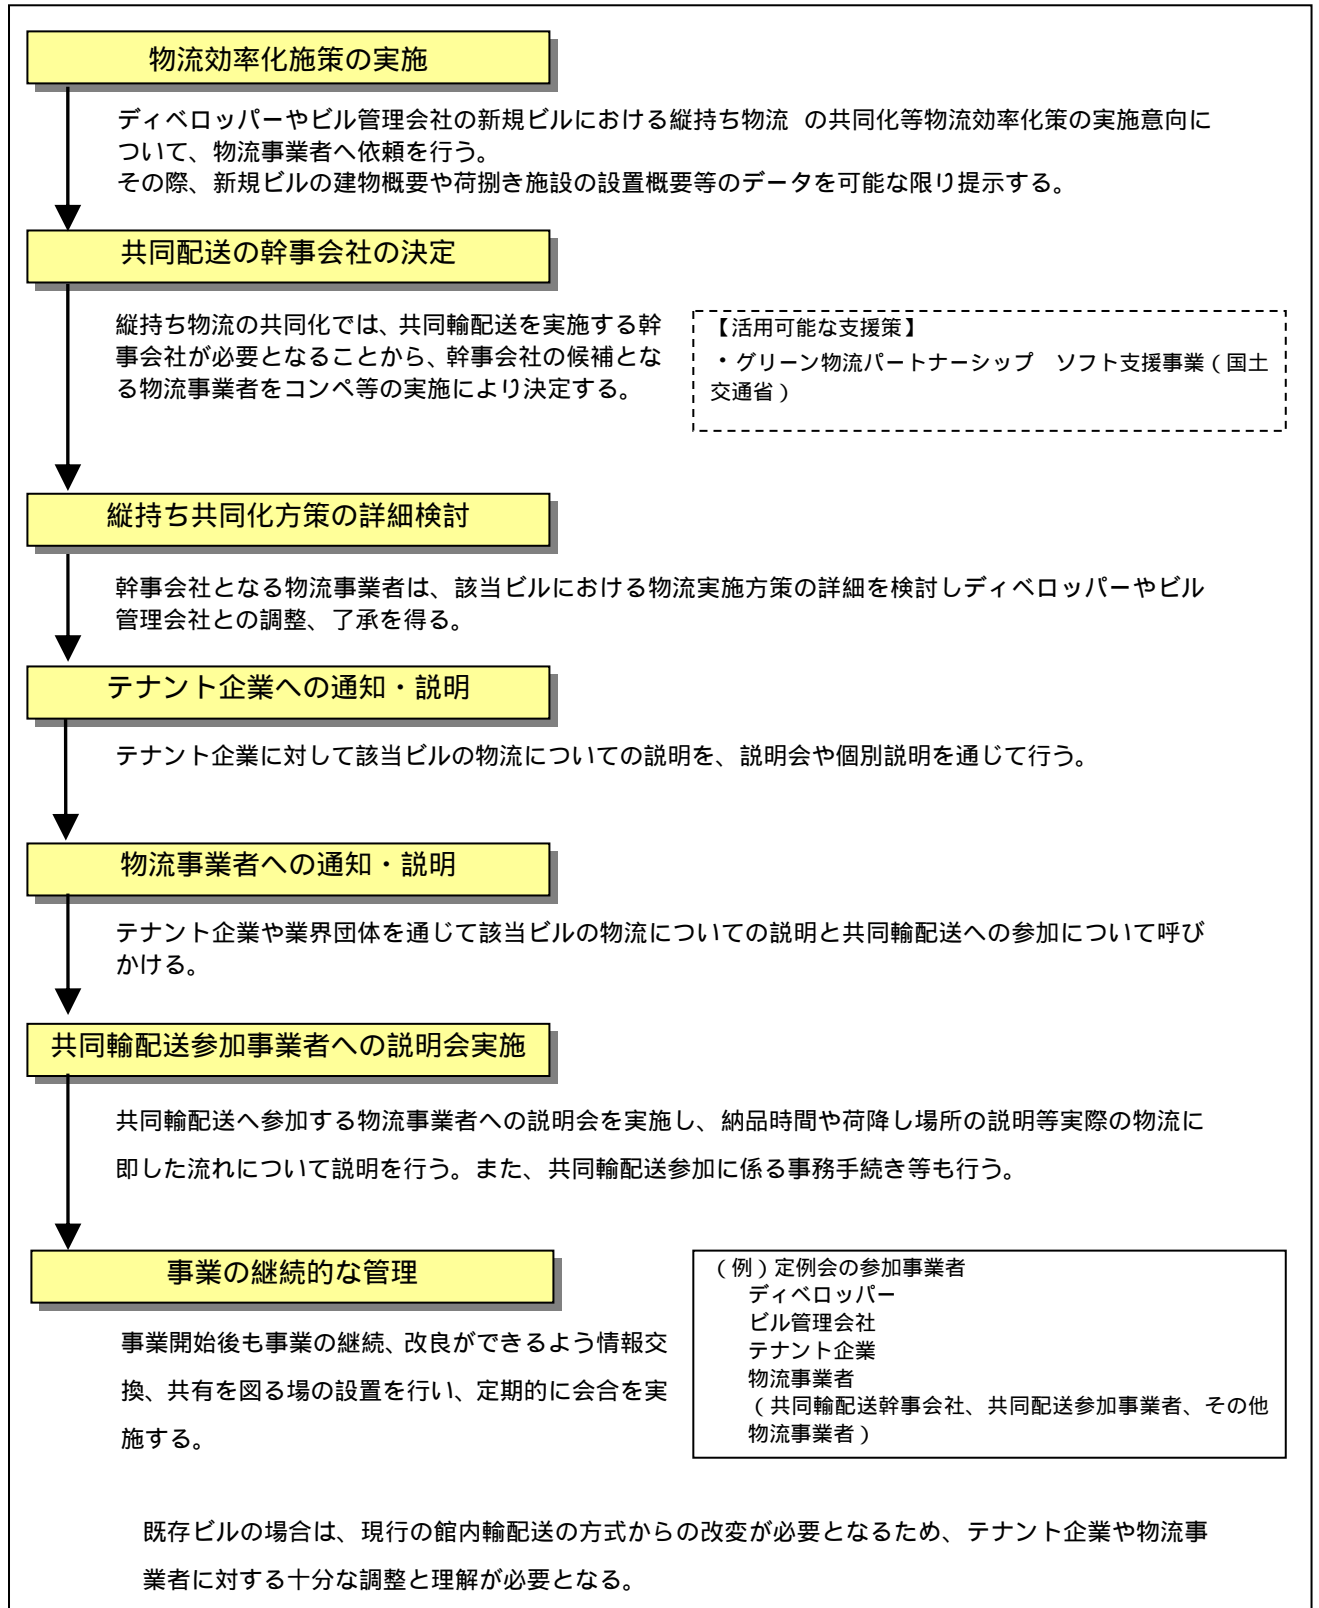 物流効率化施策の実施
ディベロッパーやビル管理会社の新規ビルにおける縦持ち物流 の共同化等物流効率化策の実施意向に
ついて、物流事業者へ依頼を行う。
その際、新規ビルの建物概要や荷捌き施設の設置概要等のデータを可能な限り提示する。
共同配送の幹事会社の決定
縦持ち物流の共同化では、共同輸配送を実施する幹
事会社が必要となることから、幹事会社の候補とな
る物流事業者をコンペ等の実施により決定する。
【活用可能な支援策】
・グリーン物流パートナーシップ　ソフト支援事業（国土
交通省）
縦持ち共同化方策の詳細検討
幹事会社となる物流事業者は、該当ビルにおける物流実施方策の詳細を検討しディベロッパーやビル
管理会社との調整、了承を得る。
テナント企業への通知・説明
テナント企業に対して該当ビルの物流についての説明を、説明会や個別説明を通じて行う。
物流事業者への通知・説明
テナント企業や業界団体を通じて該当ビルの物流についての説明と共同輸配送への参加について呼び
かける。
共同輸配送参加事業者への説明会実施
共同輸配送へ参加する物流事業者への説明会を実施し、納品時間や荷降し場所の説明等実際の物流に
即した流れについて説明を行う。また、共同輸配送参加に係る事務手続き等も行う。
事業の継続的な管理
事業開始後も事業の継続、改良ができるよう情報交
換、共有を図る場の設置を行い、定期的に会合を実
施する。
（例）定例会の参加事業者
ディベロッパー
ビル管理会社
テナント企業
物流事業者
（共同輸配送幹事会社、共同配送参加事業者、その他
物流事業者）
既存ビルの場合は、現行の館内輸配送の方式からの改変が必要となるため、テナント企業や物流事
業者に対する十分な調整と理解が必要となる。